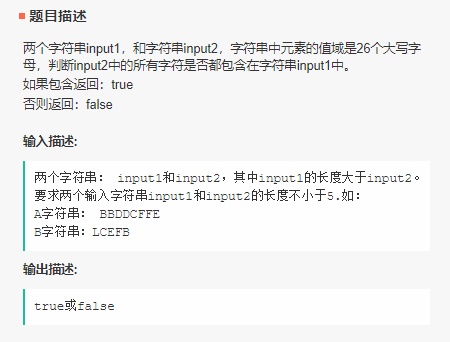 题目描述
两个字符串input1，和字符串input2，字符串中元素的值域是26个大写字
母，判断input2中的所有字符是否都包含在字符串input1中。
如果包含返回：true
否则返回：false
输入描述:
两个字符串： input1和input2，其中input1的长度大于input2。
要求两个输入字符串input1和input2的长度不小于5.如：
A字符串： BBDDCFFE
B字符串：LCEFB
输出描述:
true或false